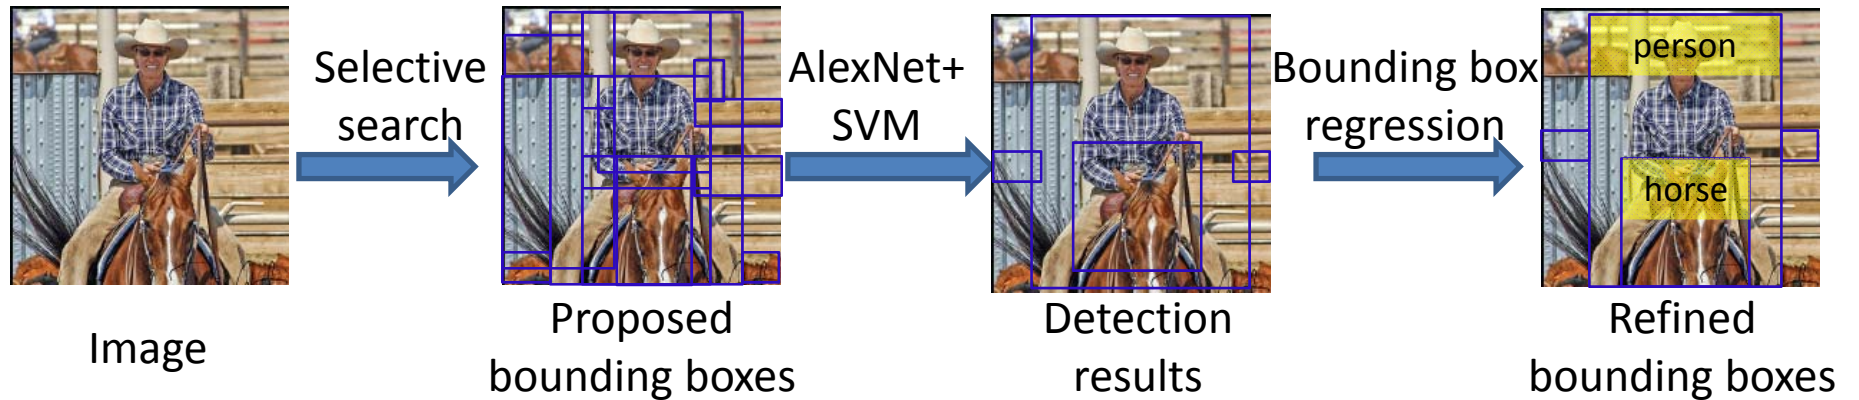 Selective
search
AlexNet+
SVM
Bounding box
regression
person
horse
Image
Proposed
bounding boxes
Detection
results
Refined
bounding boxes